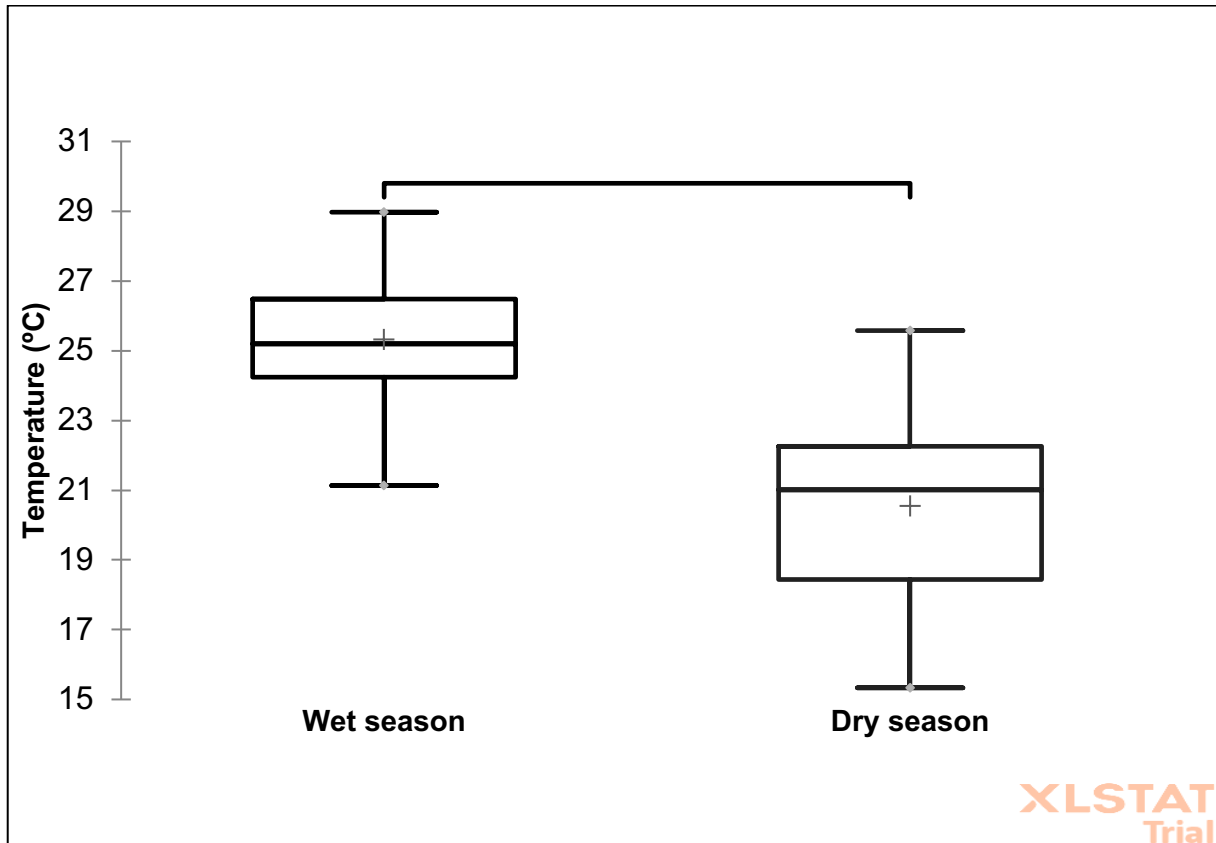 31
29
27
25
23
21
19
17
15
Temperature (ºC)
Wet season
Dry season
XLSTAT
Trial